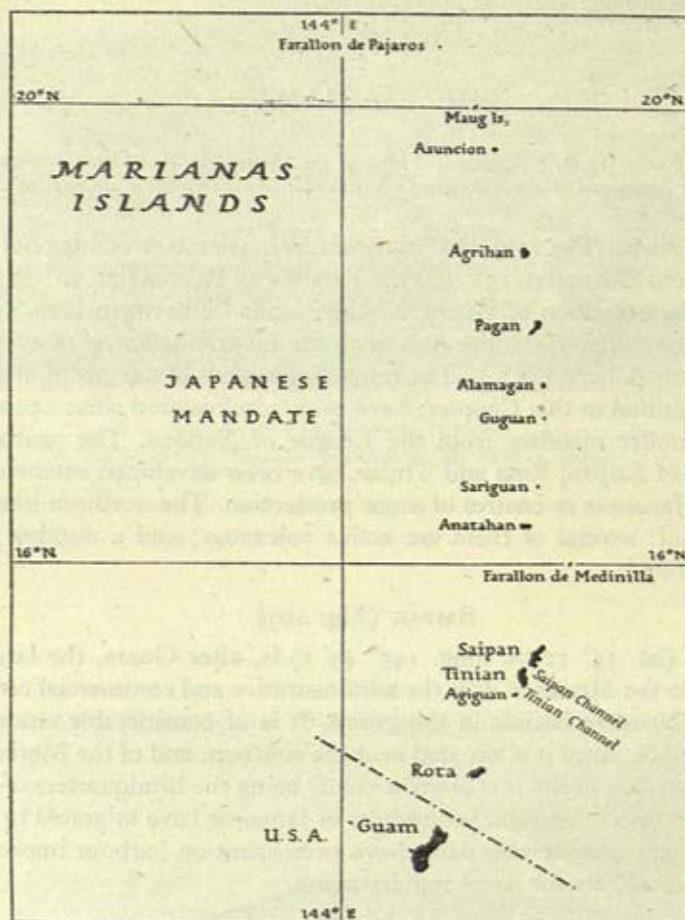 144° E
Farallon de Pajaros
20°N
20°N
Maug Is,
Asuncion
MARIANAS
ISLANDS
Agrihan
Pagan
JAPANESE
MANDATE
Alamagan
Guguan
Sariguan
Anatahan
16°N
16°N
Farallon de Medinilla
Saipan
Tinian
Agiguan
Saipan Channel
Tinian Channel
Rota
U.S.A.
Guam
144° E